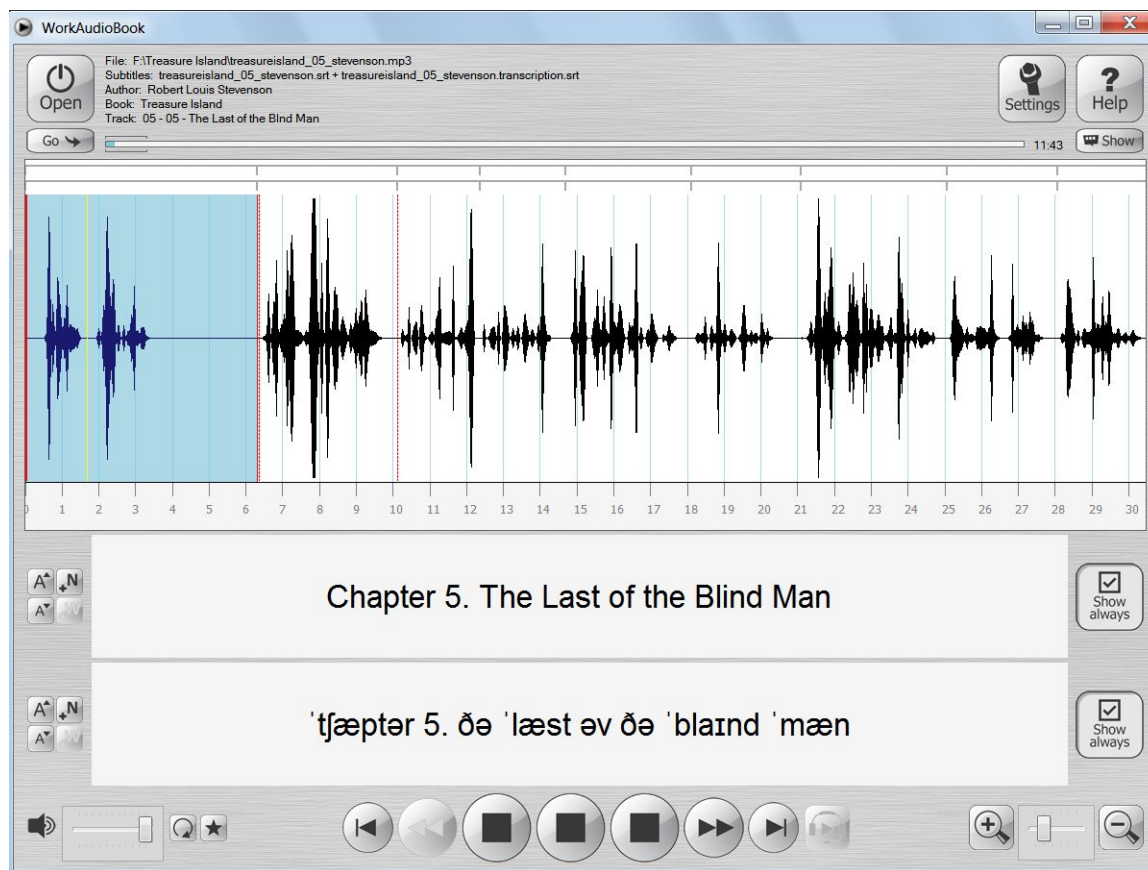 WorkAudioBook
File: F:\Treasure Island\treasureisland_05_stevenson.mp3
Subtitles: treasureisland_05_stevenson.srt + treasureisland_05_stevenson.transcription.srt
Author: Robert Louis Stevenson
Book: Treasure Island
Track: 05 - 05 - The Last of the Blnd Man
Open
Settings
Help
Go
11:43
Show
0 1 2 3 4 5 6 7 8 9 10 11 12 13 14 15 16 17 18 19 20 21 22 23 24 25 26 27 28 29 30
A +N
A
Chapter 5. The Last of the Blind Man
Show always
A +N
A
ˈtʃæptər 5. ðə ˈlæst əv ðə ˈblaɪnd ˈmæn
Show always